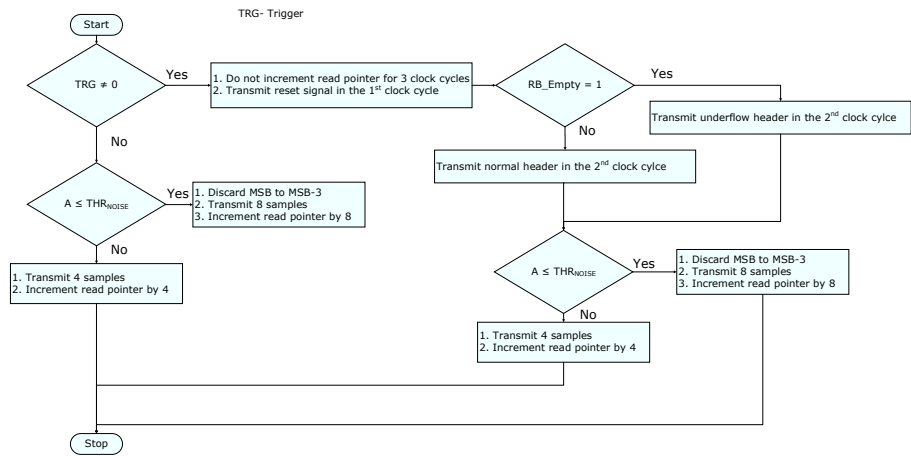 TRG- Trigger
Start
TRG ≠ 0
Yes
1. Do not increment read pointer for 3 clock cycles
2. Transmit reset signal in the 1st clock cycle
RB_Empty = 1
Yes
Transmit underflow header in the 2nd clock cylce
No
Transmit normal header in the 2nd clock cylce
No
A ≤ THRNOISE
Yes
1. Discard MSB to MSB-3
2. Transmit 8 samples
3. Increment read pointer by 8
No
1. Transmit 4 samples
2. Increment read pointer by 4
A ≤ THRNOISE
Yes
1. Discard MSB to MSB-3
2. Transmit 8 samples
3. Increment read pointer by 8
No
1. Transmit 4 samples
2. Increment read pointer by 4
Stop